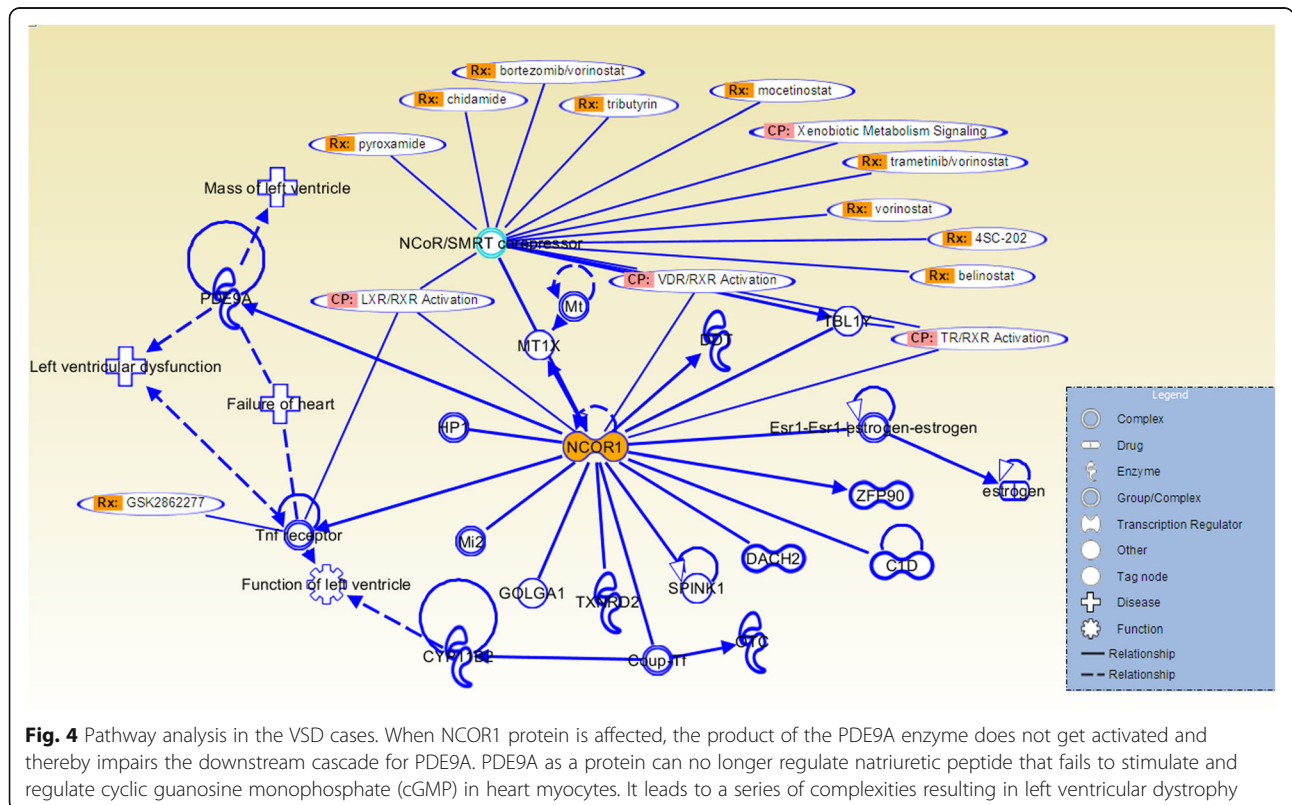 Rx: bortezomib/vorinostat
Rx: mocetinostat
Rx: chidamide
Rx: tributyrin
CP: Xenobiotic Metabolism Signaling
Rx: pyroxamide
Rx: trametinib/vorinostat
Mass of left ventricle
Rx: vorinostat
NCoR/SMRT corepressor
Rx: 4SC-202
Rx: belinostat
CP: VDR/RXR Activation
PDE9A
CP: LXR/RXR Activation
Mt
TBL1Y
CP: TR/RXR Activation
MT1X
DDT
Left ventricular dysfunction
Failure of heart
HP1
Esr1-Esr1-estrogen-estrogen
NCOR1
estrogen
ZFP90
Rx: GSK2862277
Tnf receptor
Mi2
DACH2
C1D
Function of left ventricle
GOLGA1
TXNRD2
SPINK1
CYP11B2
Coup-Tf
OTC
Legend
Complex
Drug
Enzyme
Group/Complex
Transcription Regulator
Other
Tag node
Disease
Function
Relationship
Relationship
Fig. 4 Pathway analysis in the VSD cases. When NCOR1 protein is affected, the product of the PDE9A enzyme does not get activated and
thereby impairs the downstream cascade for PDE9A. PDE9A as a protein can no longer regulate natriuretic peptide that fails to stimulate and
regulate cyclic guanosine monophosphate (cGMP) in heart myocytes. It leads to a series of complexities resulting in left ventricular dystrophy